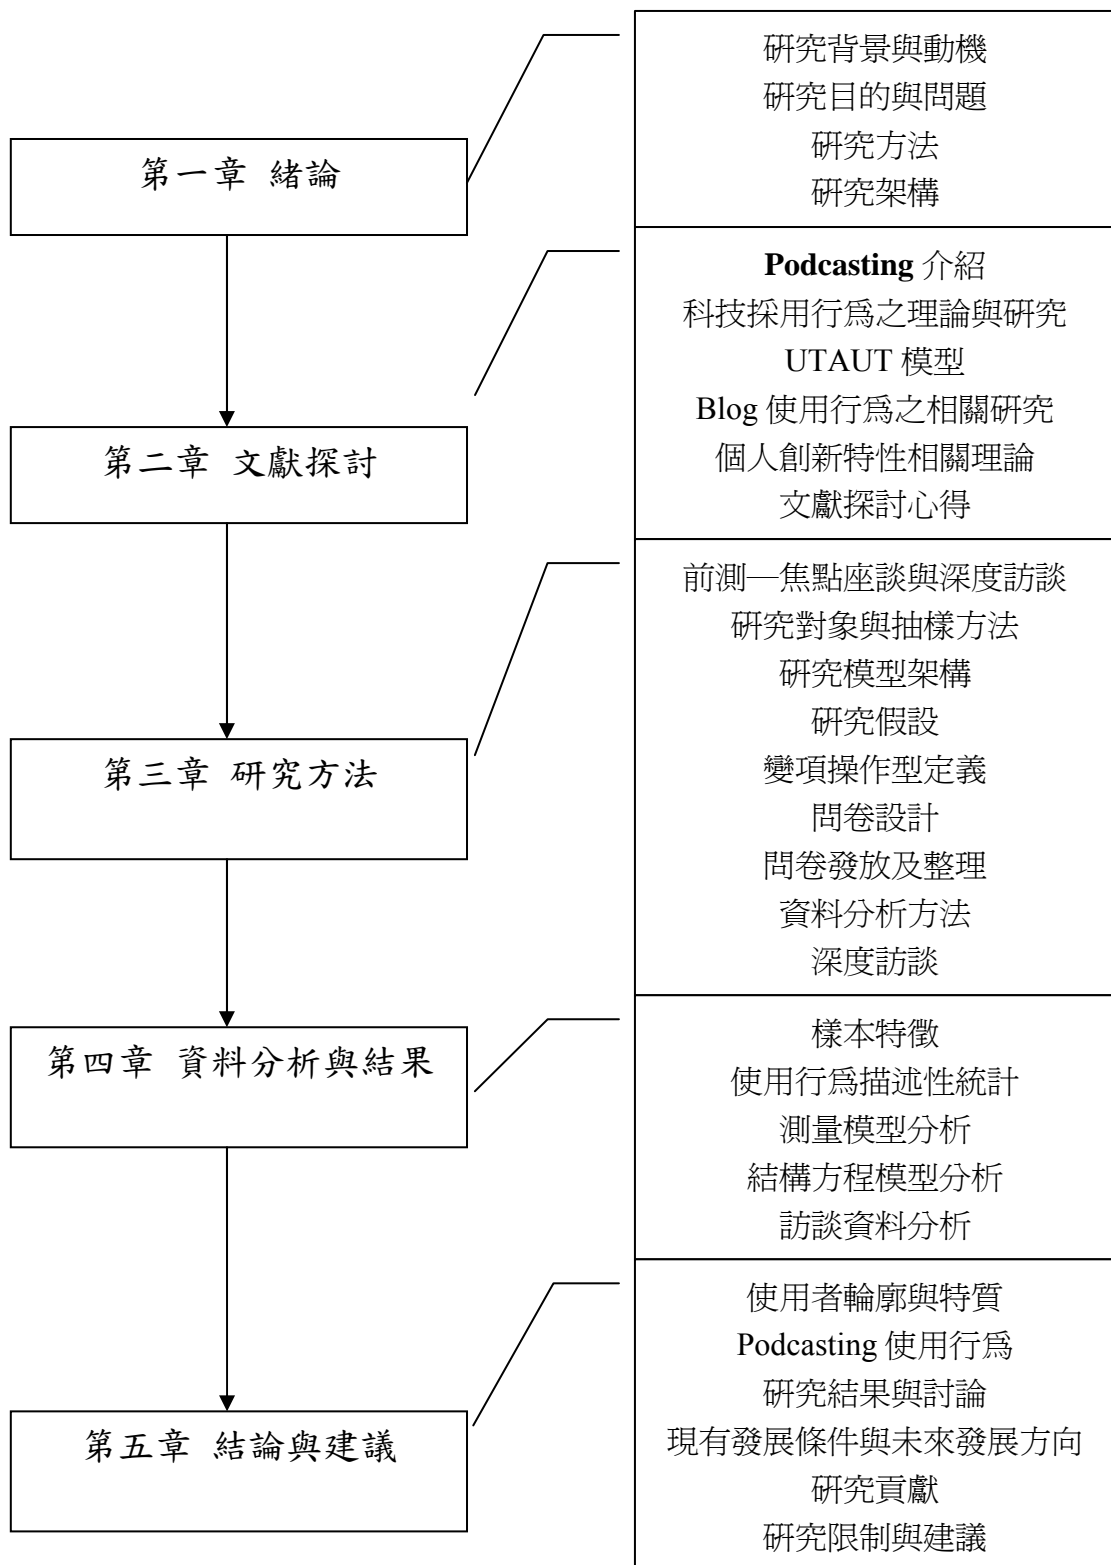 第一章 緒論
研究背景與動機
研究目的與問題
研究方法
研究架構
第二章 文獻探討
Podcasting 介紹
科技採用行為之理論與研究
UTAUT 模型
Blog 使用行為之相關研究
個人創新特性相關理論
文獻探討心得
第三章 研究方法
前測—焦點座談與深度訪談
研究對象與抽樣方法
研究模型架構
研究假設
變項操作型定義
問卷設計
問卷發放及整理
資料分析方法
深度訪談
第四章 資料分析與結果
樣本特徵
使用行為描述性統計
測量模型分析
結構方程模型分析
訪談資料分析
第五章 結論與建議
使用者輪廓與特質
Podcasting 使用行為
研究結果與討論
現有發展條件與未來發展方向
研究貢獻
研究限制與建議